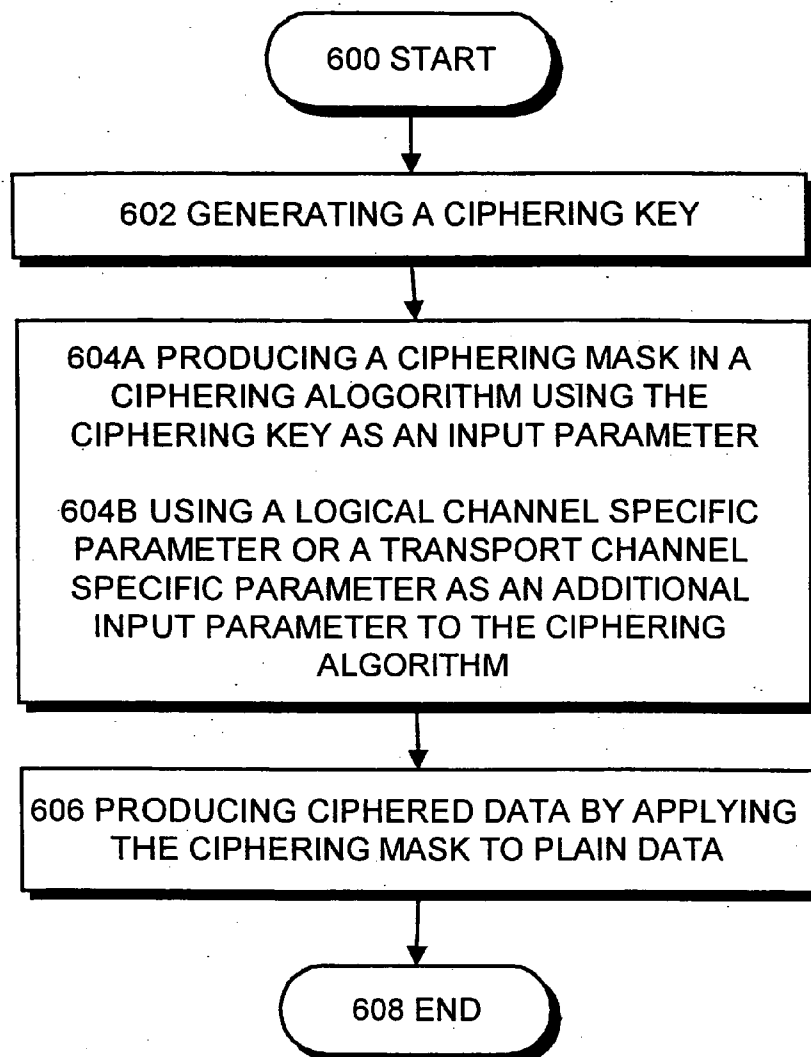 600 START
602 GENERATING A CIPHERING KEY
604A PRODUCING A CIPHERING MASK IN A
CIPHERING ALOGORITHM USING THE
CIPHERING KEY AS AN INPUT PARAMETER
604B USING A LOGICAL CHANNEL SPECIFIC
PARAMETER OR A TRANSPORT CHANNEL
SPECIFIC PARAMETER AS AN ADDITIONAL
INPUT PARAMETER TO THE CIPHERING
ALGORITHM
606 PRODUCING CIPHERED DATA BY APPLYING
THE CIPHERING MASK TO PLAIN DATA
608 END